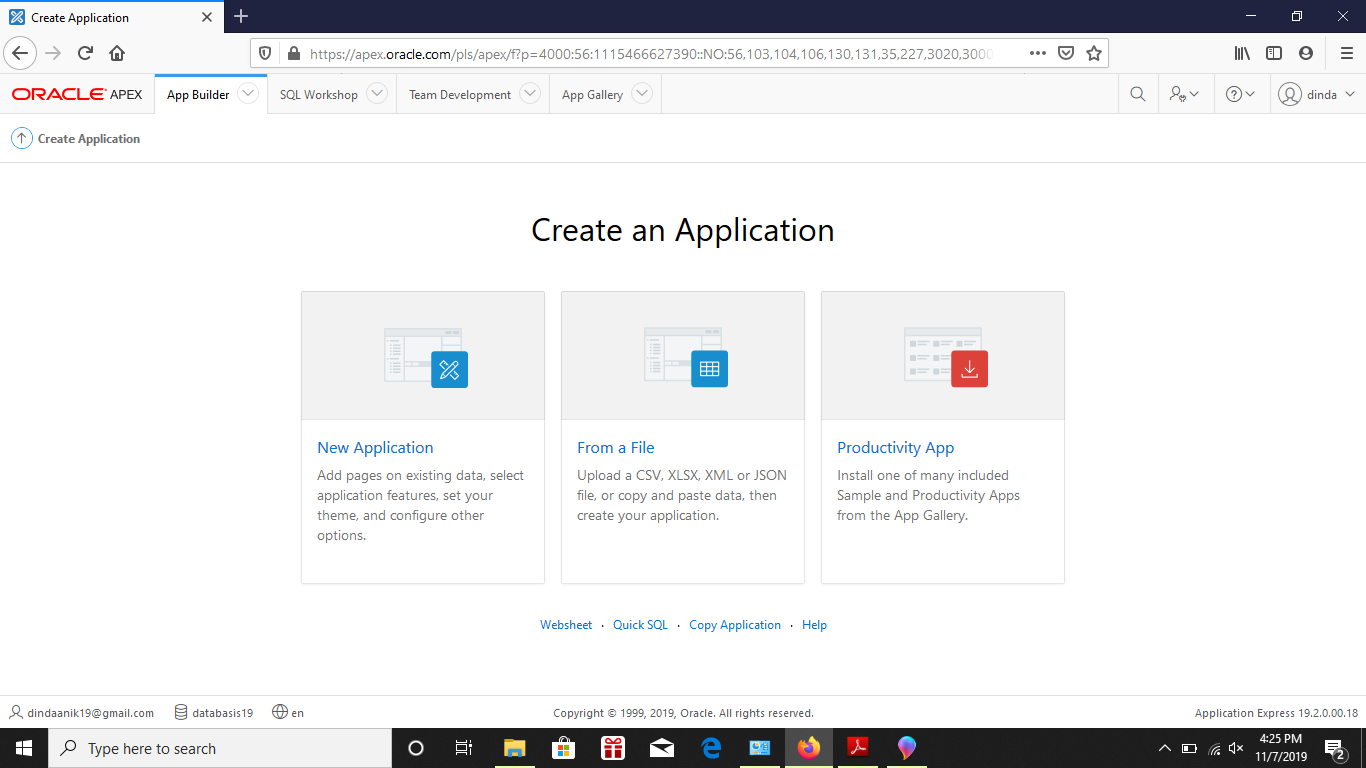 Create Application
https://apex.oracle.com/pls/apex/f?p=4000:56:1115466627390::NO:56,103,104,106,130,131,35,227,3020,3000
ORACLE APEX App Builder SQL Workshop Team Development App Gallery dinda
Create Application
Create an Application
New Application
Add pages on existing data, select
application features, set your
theme, and configure other
options.
From a File
Upload a CSV, XLSX, XML or JSON
file, or copy and paste data, then
create your application.
Productivity App
Install one of many included
Sample and Productivity Apps
from the App Gallery.
Websheet · Quick SQL · Copy Application · Help
dindaanik19@gmail.com databasis19 en Copyright © 1999, 2019, Oracle. All rights reserved. Application Express 19.2.0.00.18
Type here to search
4:25 PM
11/7/2019
2